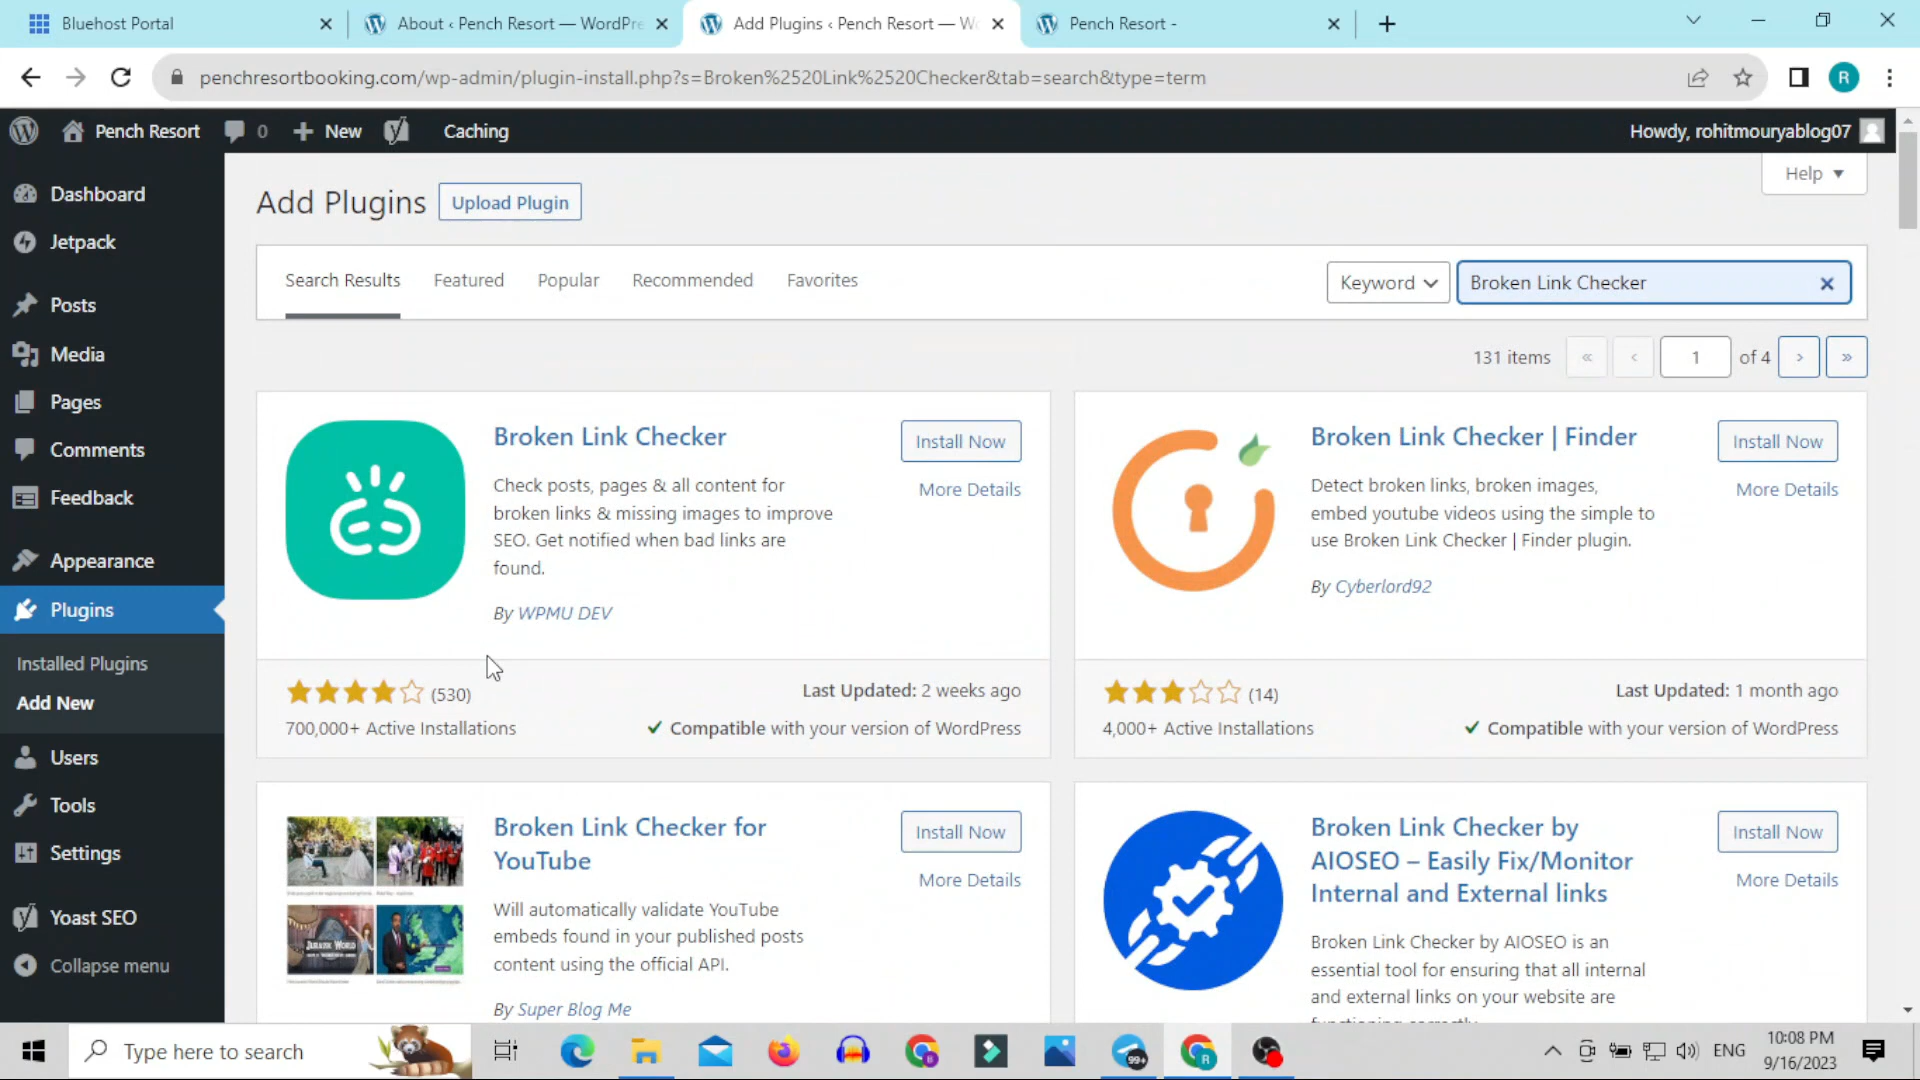 Bluehost Portal
About ‹ Pench Resort — WordPre
Add Plugins ‹ Pench Resort — Wo
Pench Resort -
penchresortbooking.com/wp-admin/plugin-install.php?s=Broken%2520Link%2520Checker&tab=search&type=term
R
Pench Resort
0
New
Caching
Howdy, rohitmouryablog07
Dashboard
Jetpack
Posts
Media
Pages
Comments
Feedback
Appearance
Plugins
Installed Plugins
Add New
Users
Tools
Settings
Yoast SEO
Collapse menu
Help
Add Plugins
Upload Plugin
Search Results
Featured
Popular
Recommended
Favorites
Keyword
Broken Link Checker
131 items
« ‹ 1 of 4 › »
Broken Link Checker
Install Now
More Details
Check posts, pages & all content for
broken links & missing images to improve
SEO. Get notified when bad links are
found.
By WPMU DEV
(530)
700,000+ Active Installations
Last Updated: 2 weeks ago
Compatible with your version of WordPress
Broken Link Checker | Finder
Install Now
More Details
Detect broken links, broken images,
embed youtube videos using the simple to
use Broken Link Checker | Finder plugin.
By Cyberlord92
(14)
4,000+ Active Installations
Last Updated: 1 month ago
Compatible with your version of WordPress
Broken Link Checker for
YouTube
Install Now
More Details
Will automatically validate YouTube
embeds found in your published posts
content using the official API.
By Super Blog Me
JURASSIC WORLD
Broken Link Checker by
AIOSEO – Easily Fix/Monitor
Internal and External links
Install Now
More Details
Broken Link Checker by AIOSEO is an
essential tool for ensuring that all internal
and external links on your website are
functioning correctly.
Type here to search
99+
R
ENG
10:08 PM
9/16/2023